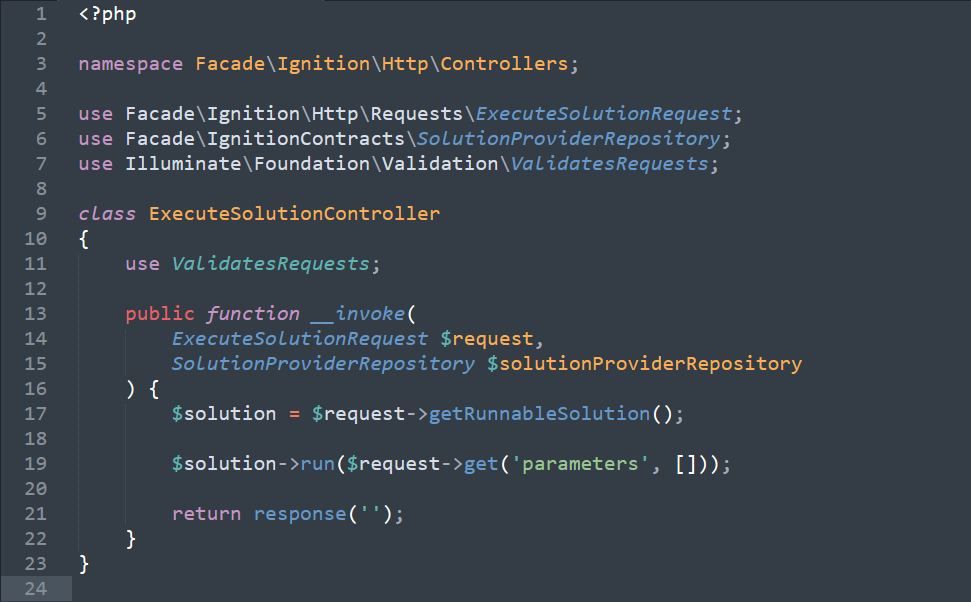 1 <?php
2
3 namespace Facade\Ignition\Http\Controllers;
4
5 use Facade\Ignition\Http\Requests\ExecuteSolutionRequest;
6 use Facade\IgnitionContracts\SolutionProviderRepository;
7 use Illuminate\Foundation\Validation\ValidatesRequests;
8
9 class ExecuteSolutionController
10 {
11     use ValidatesRequests;
12
13     public function __invoke(
14         ExecuteSolutionRequest $request,
15         SolutionProviderRepository $solutionProviderRepository
16     ) {
17         $solution = $request->getRunnableSolution();
18
19         $solution->run($request->get('parameters', []));
20
21         return response('');
22     }
23 }
24